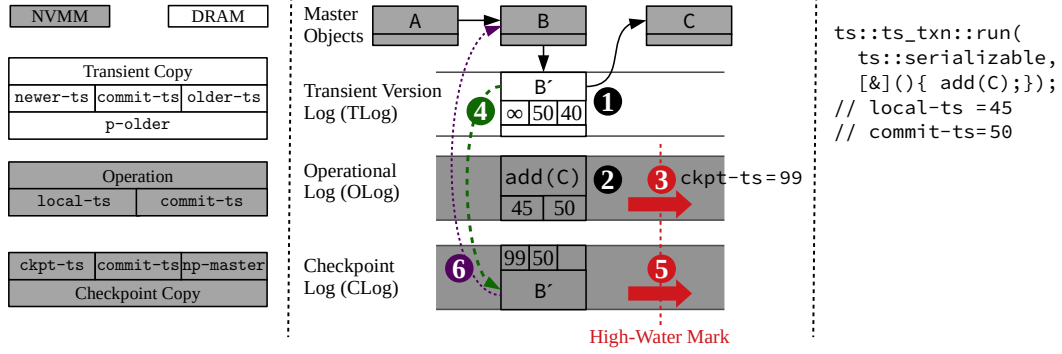 NVMM
DRAM
Transient Copy
newer-ts commit-ts older-ts
p-older
Operation
local-ts commit-ts
ckpt-ts commit-ts np-master
Checkpoint Copy
Master
Objects
A
B
C
Transient Version
Log (TLog)
B′
∞ 50 40
1
4
Operational
Log (OLog)
add(C)
45 50
2
3
ckpt-ts=99
Checkpoint
Log (CLog)
99 50
B′
6
5
High-Water Mark
ts::ts_txn::run(
ts::serializable,
[&](){ add(C);});
// local-ts =45
// commit-ts=50